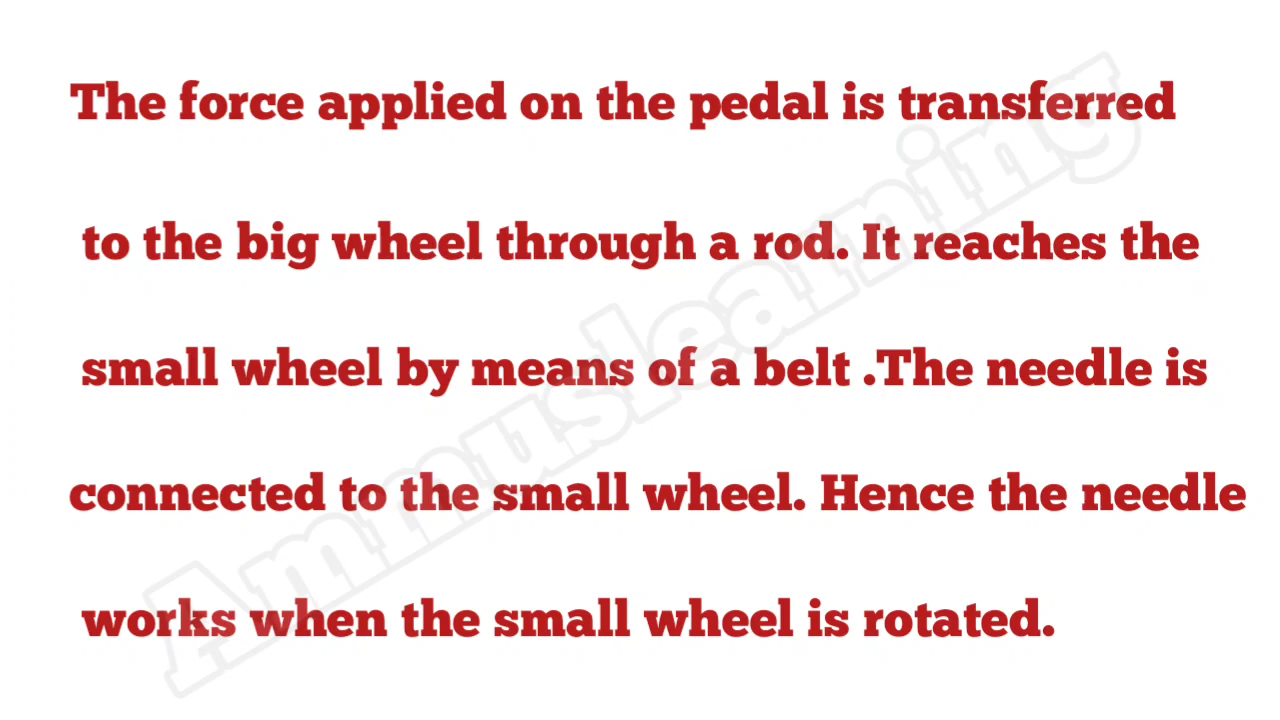 The force applied on the pedal is transferred
to the big wheel through a rod. It reaches the
small wheel by means of a belt .The needle is
connected to the small wheel. Hence the needle
works when the small wheel is rotated.
Ammuslearning